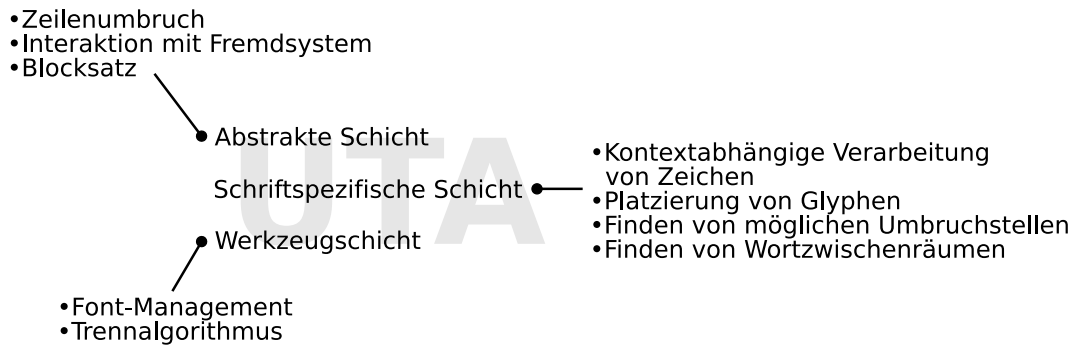 •Zeilenumbruch
•Interaktion mit Fremdsystem
•Blocksatz
UTA
Abstrakte Schicht
Schriftspezifische Schicht
Werkzeugschicht
•Kontextabhängige Verarbeitung
von Zeichen
•Platzierung von Glyphen
•Finden von möglichen Umbruchstellen
•Finden von Wortzwischenräumen
•Font-Management
•Trennalgorithmus